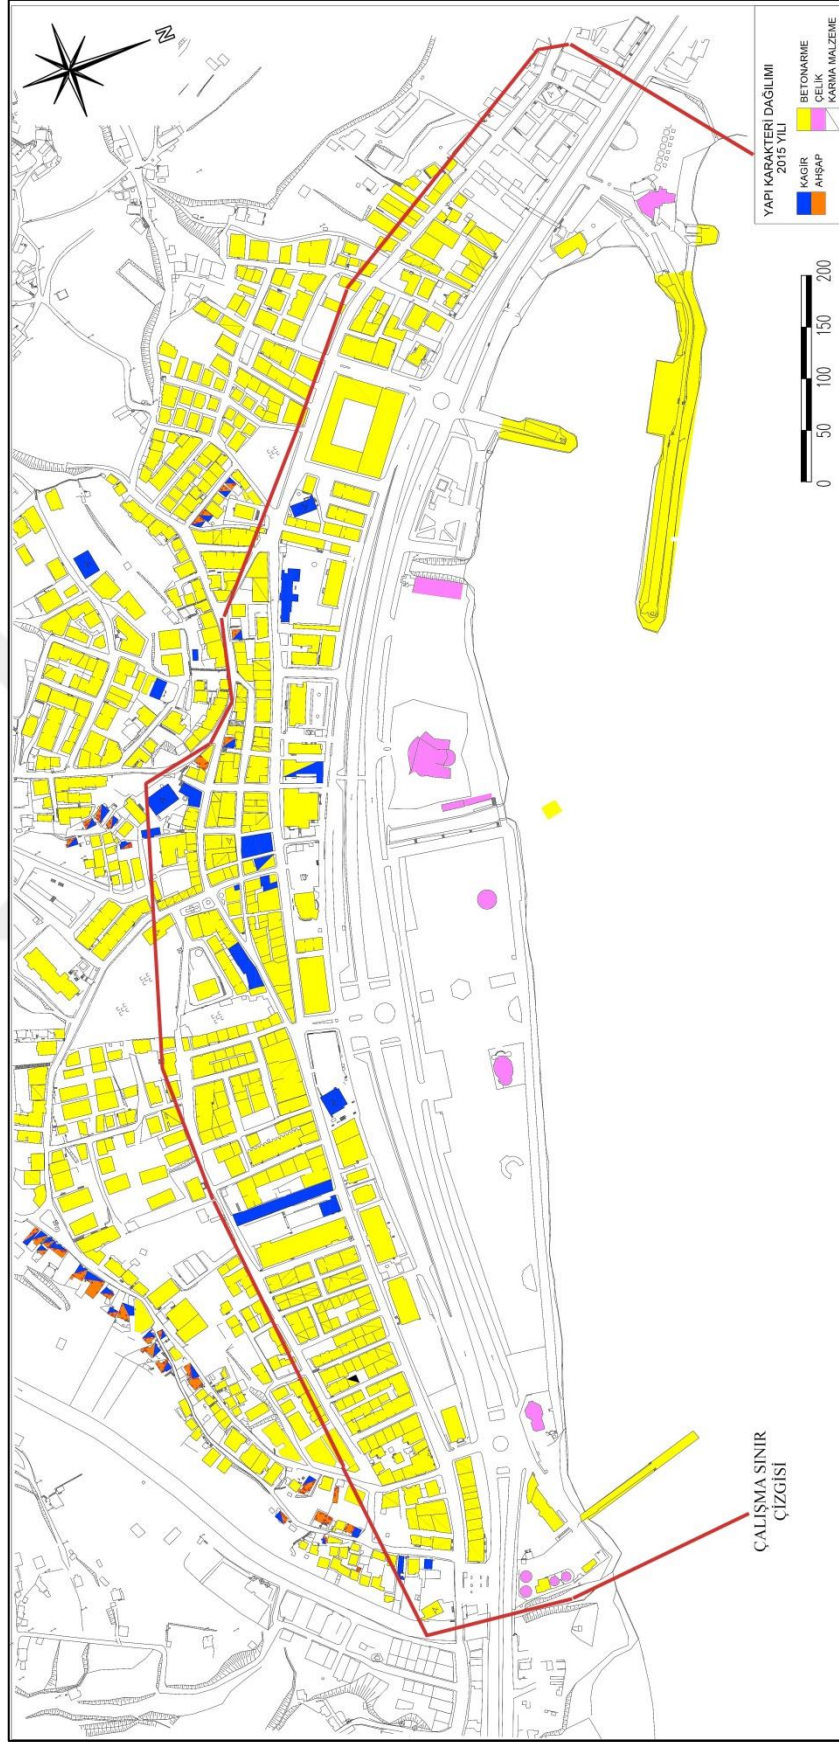 N
YAPI KARAKTERİ DAĞILIMI
2015 YILI
KAGİR
AHŞAP
BETONARME
ÇELİK
KARMA MALZEME
0 50 100 150 200
ÇALIŞMA SINIR
ÇİZGİSİ